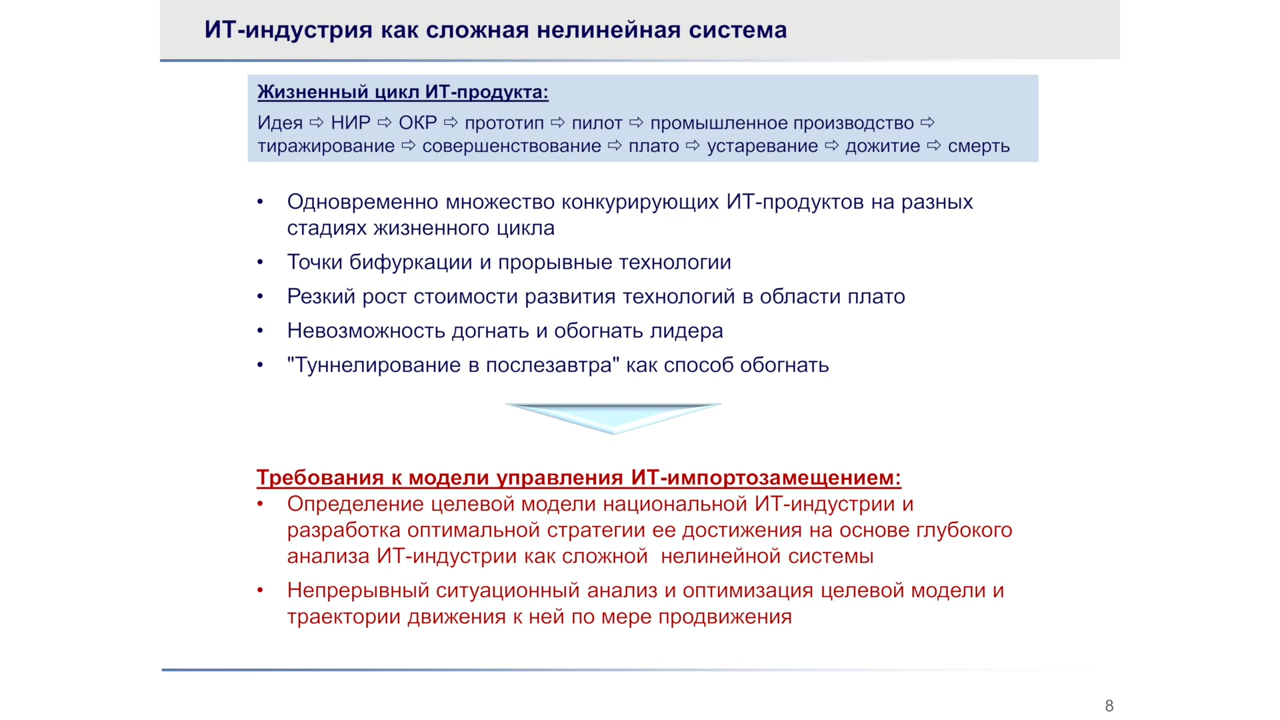 ИТ-индустрия как сложная нелинейная система
Жизненный цикл ИТ-продукта:
Идея ⇨ НИР ⇨ ОКР ⇨ прототип ⇨ пилот ⇨ промышленное производство ⇨
тиражирование ⇨ совершенствование ⇨ плато ⇨ устаревание ⇨ дожитие ⇨ смерть
• Одновременно множество конкурирующих ИТ-продуктов на разных
стадиях жизненного цикла
• Точки бифуркации и прорывные технологии
• Резкий рост стоимости развития технологий в области плато
• Невозможность догнать и обогнать лидера
• "Туннелирование в послезавтра" как способ обогнать
Требования к модели управления ИТ-импортозамещением:
• Определение целевой модели национальной ИТ-индустрии и
разработка оптимальной стратегии ее достижения на основе глубокого
анализа ИТ-индустрии как сложной нелинейной системы
• Непрерывный ситуационный анализ и оптимизация целевой модели и
траектории движения к ней по мере продвижения
8